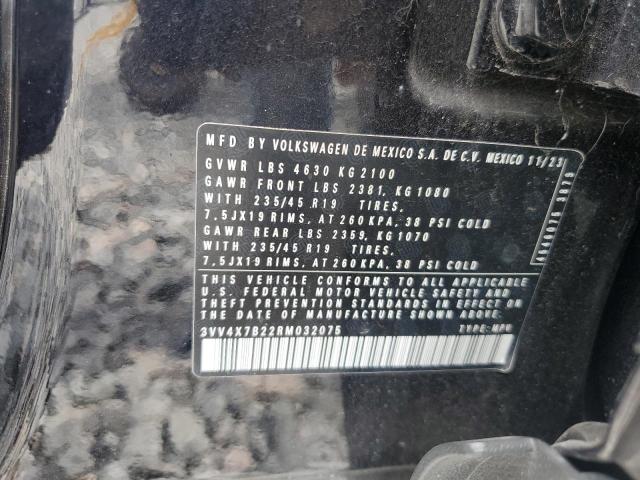 MFD BY VOLKSWAGEN DE MEXICO S.A. DE C.V. MEXICO 11/23
GVWR LBS 4630 KG 2100
GAWR FRONT LBS 2381, KG 1080
WITH 235/45 R19 TIRES,
7,5JX19 RIMS, AT 260 KPA, 38 PSI COLD
GAWR REAR LBS 2359, KG 1070
WITH 235/45 R19 TIRES,
7,5JX19 RIMS, AT 260 KPA, 38 PSI COLD
THIS VEHICLE CONFORMS TO ALL APPLICABLE
U.S. FEDERAL MOTOR VEHICLE SAFETY AND
THEFT PREVENTION STANDARDS IN EFFECT ON
THE DATE OF MANUFACTURE SHOWN ABOVE
3VV4X7B22RM032075 TYPE: MPV